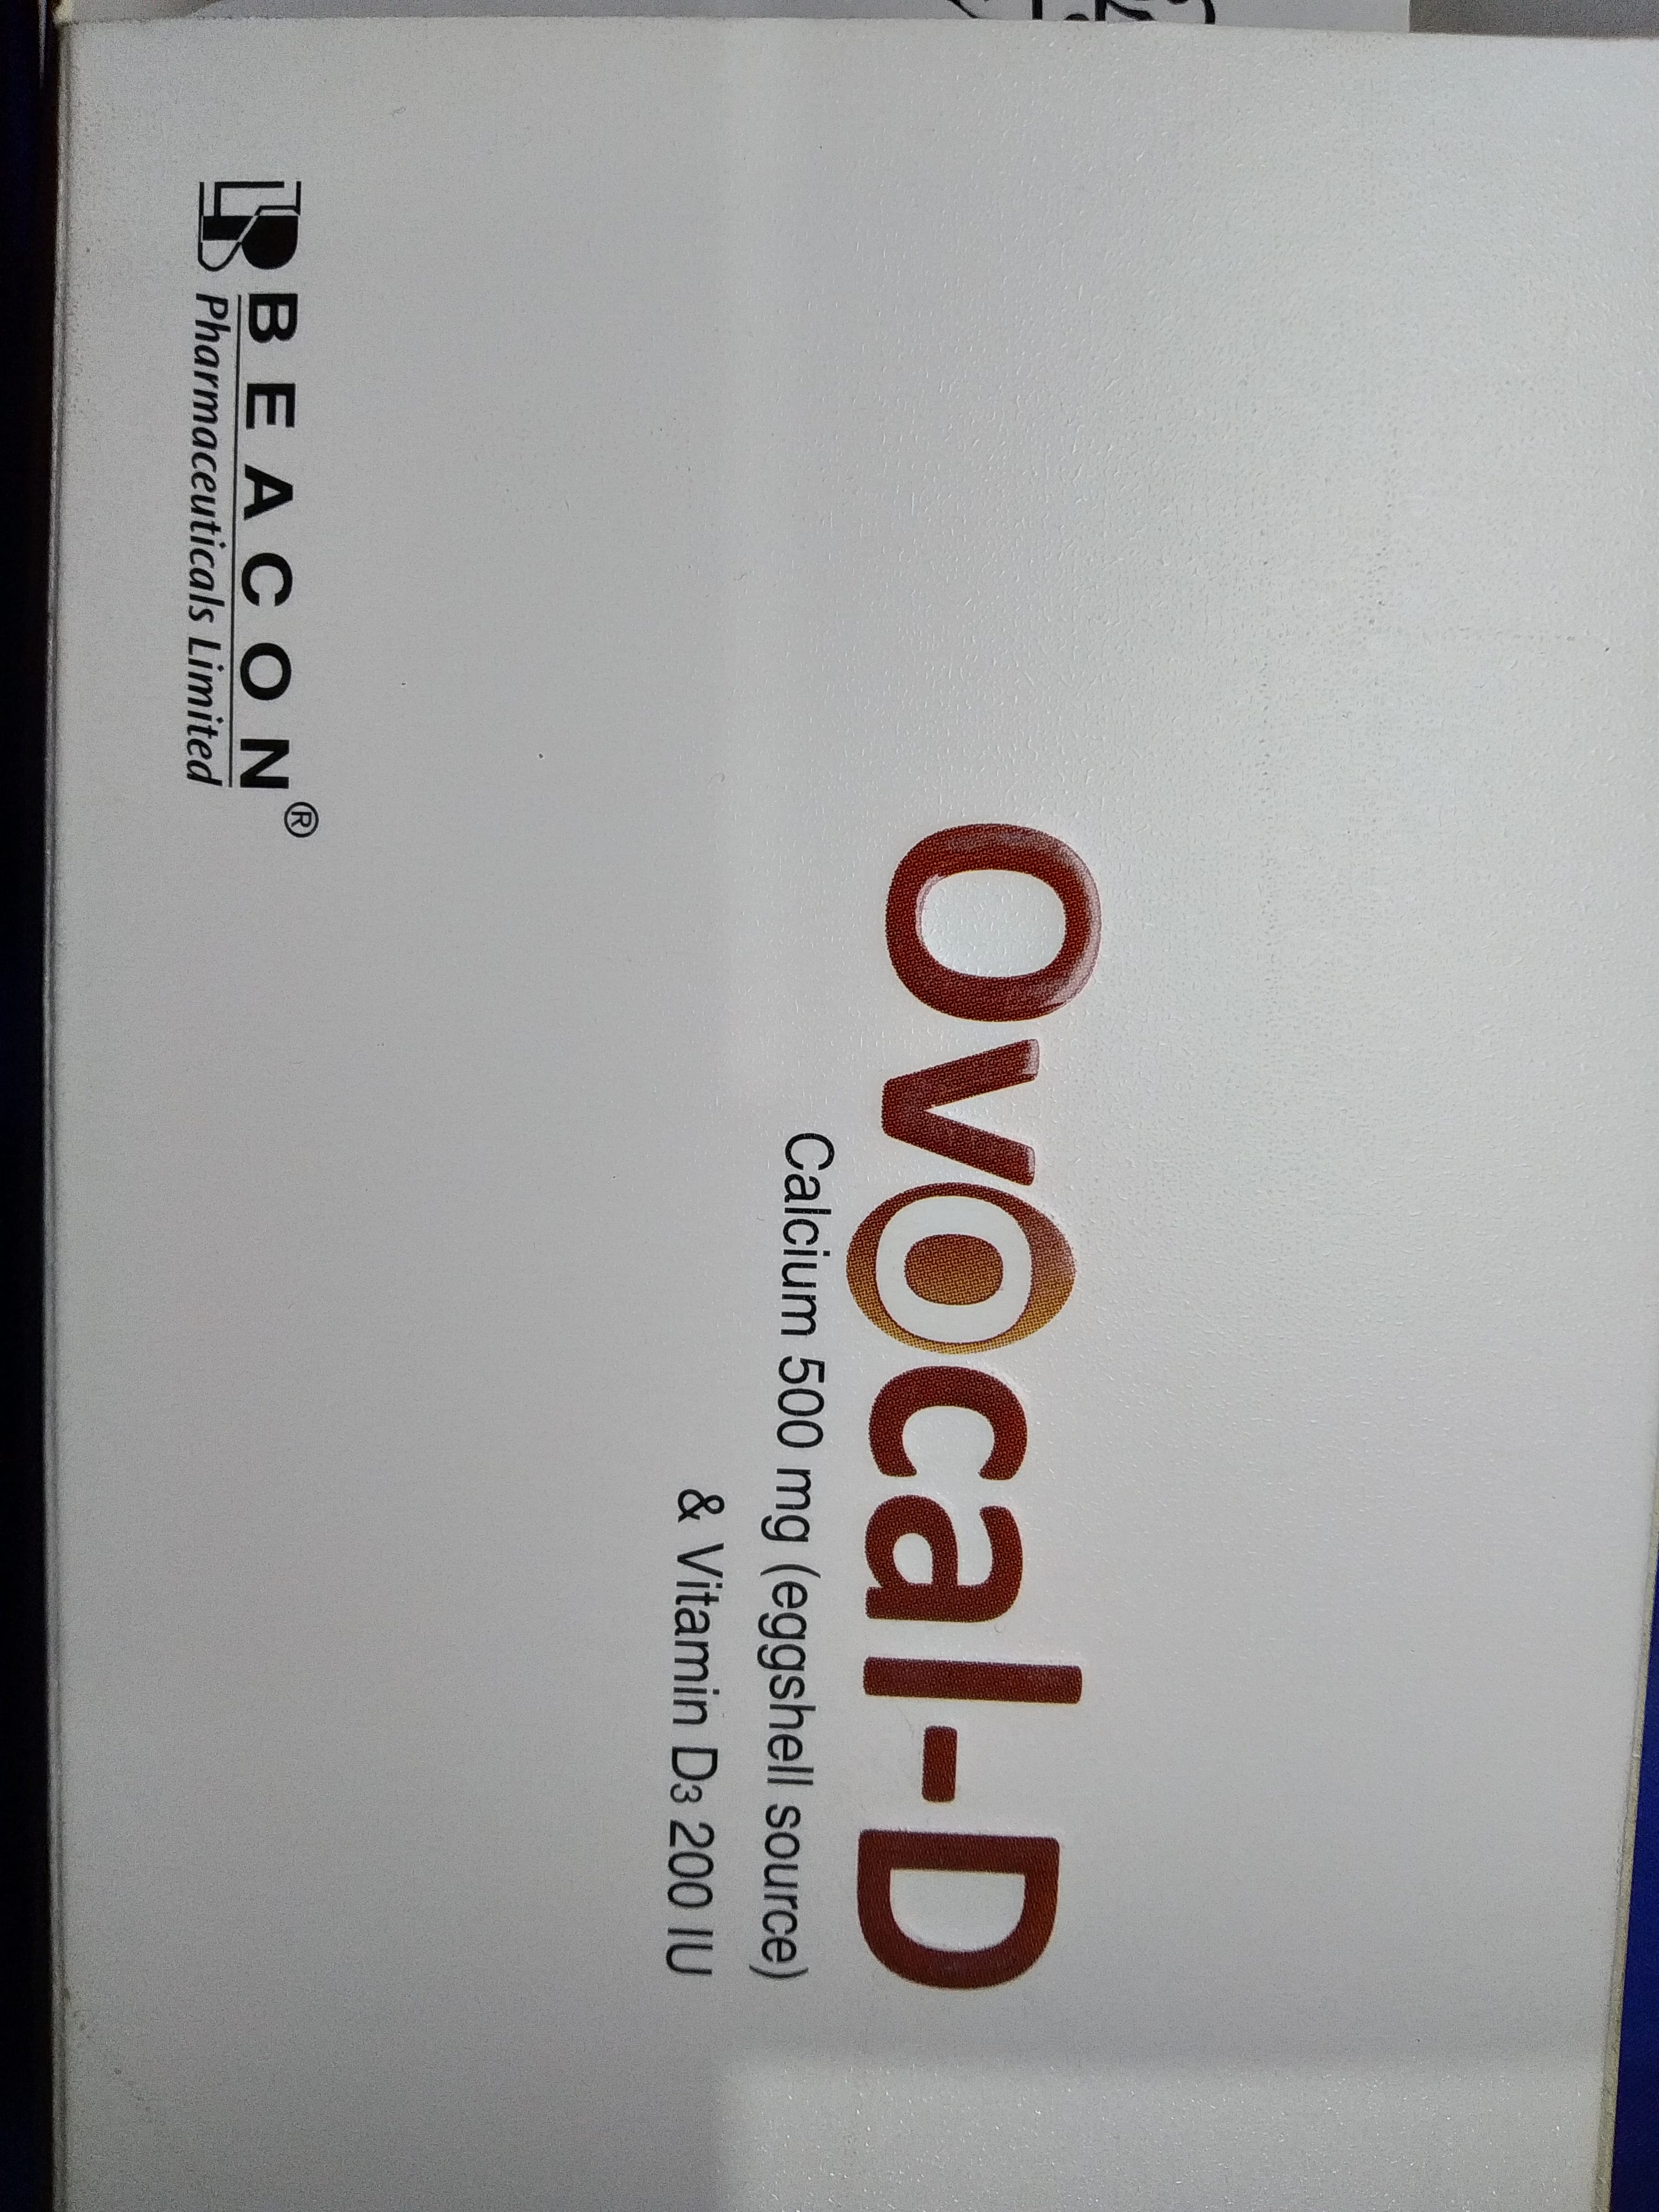 Ovocal-D
Calcium 500 mg (eggshell source)
& Vitamin D3 200 IU
BEACON®
Pharmaceuticals Limited